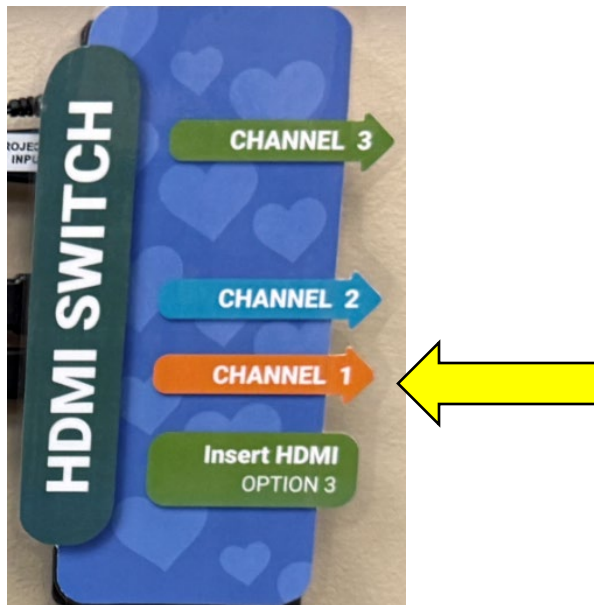 HDMI SWITCH
CHANNEL 3
CHANNEL 2
CHANNEL 1
Insert HDMI
OPTION 3